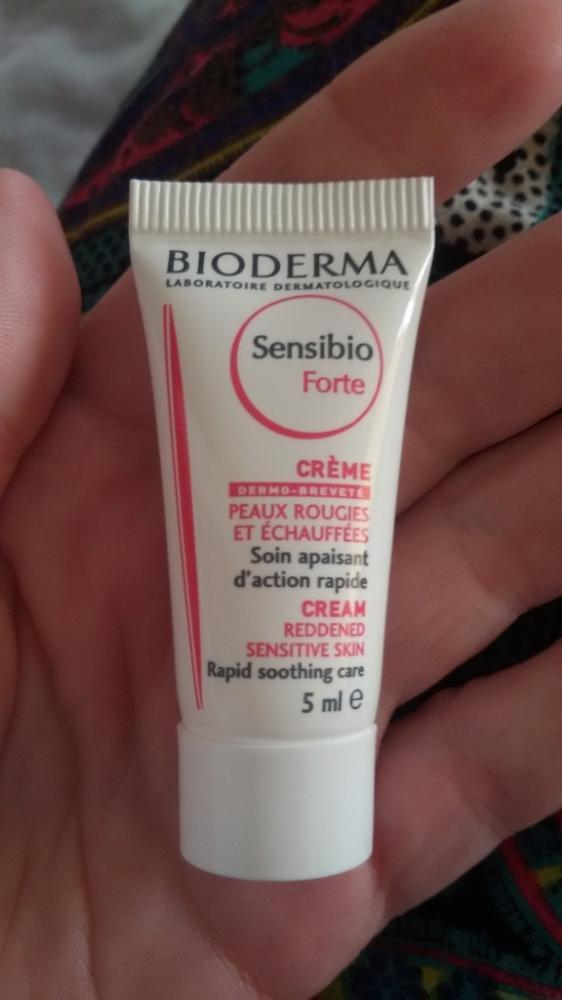 BIODERMA
LABORATOIRE DERMATOLOGIQUE
Sensibio
Forte
CRÈME
DERMO-BREVETÉ
PEAUX ROUGIES
ET ÉCHAUFFÉES
Soin apaisant
d'action rapide
CREAM
REDDENED
SENSITIVE SKIN
Rapid soothing care
5 ml e